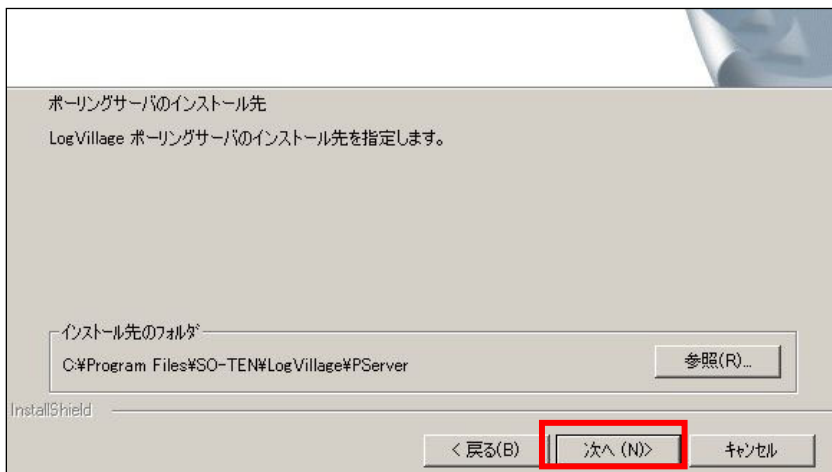 ポーリングサーバのインストール先
LogVillage ポーリングサーバのインストール先を指定します。
インストール先のフォルダ
C:¥Program Files¥SO-TEN¥LogVillage¥PServer
参照(R)...
InstallShield
< 戻る(B)
次へ (N)>
キャンセル